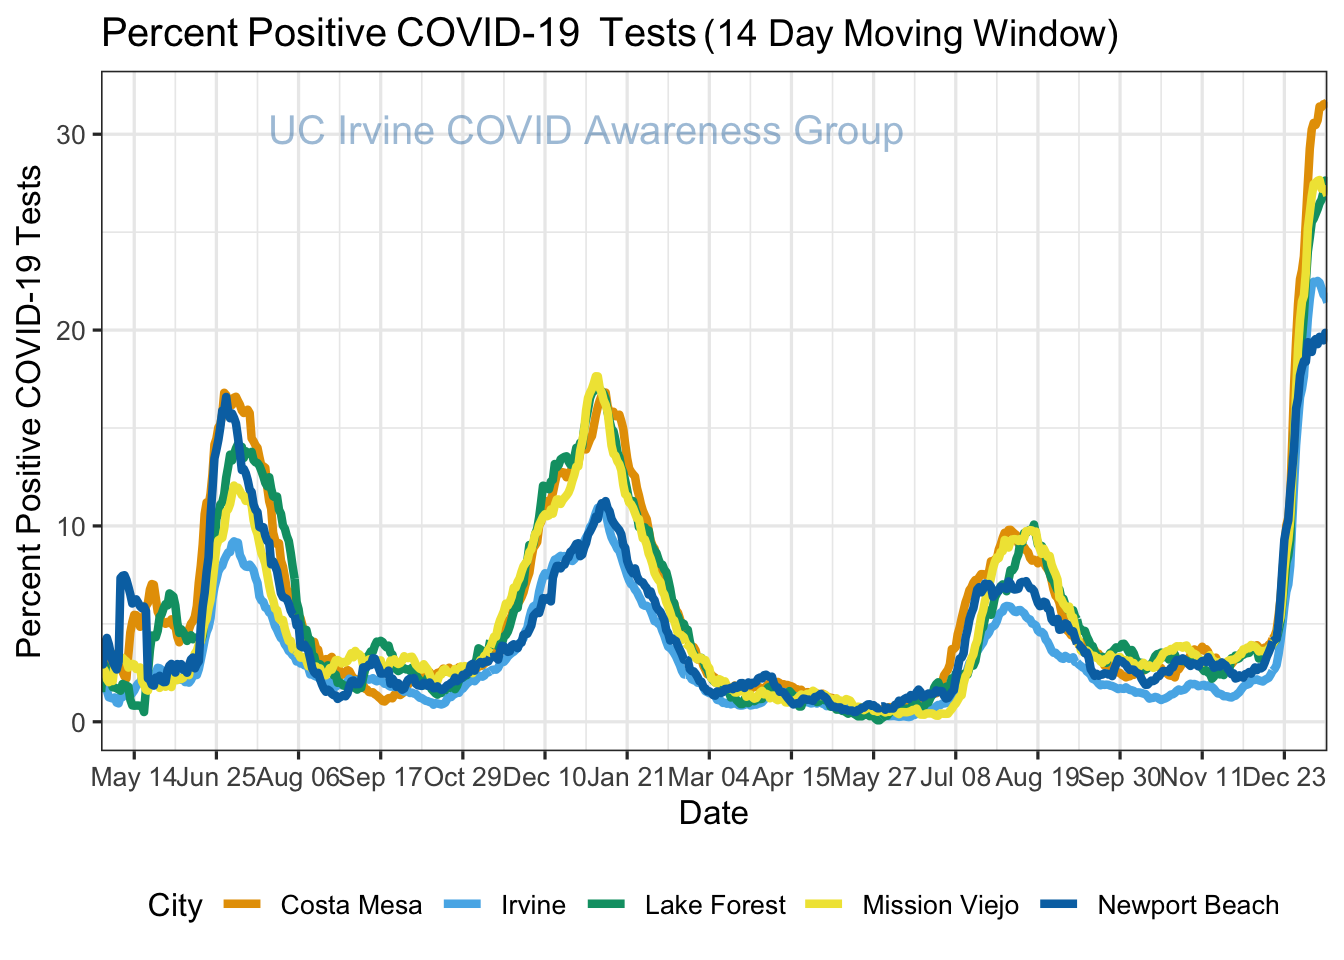 Percent Positive COVID-19 Tests (14 Day Moving Window)
UC Irvine COVID Awareness Group
Percent Positive COVID-19 Tests
30
20
10
0
May 14 Jun 25 Aug 06 Sep 17 Oct 29 Dec 10 Jan 21 Mar 04 Apr 15 May 27 Jul 08 Aug 19 Sep 30 Nov 11 Dec 23
Date
City Costa Mesa Irvine Lake Forest Mission Viejo Newport Beach